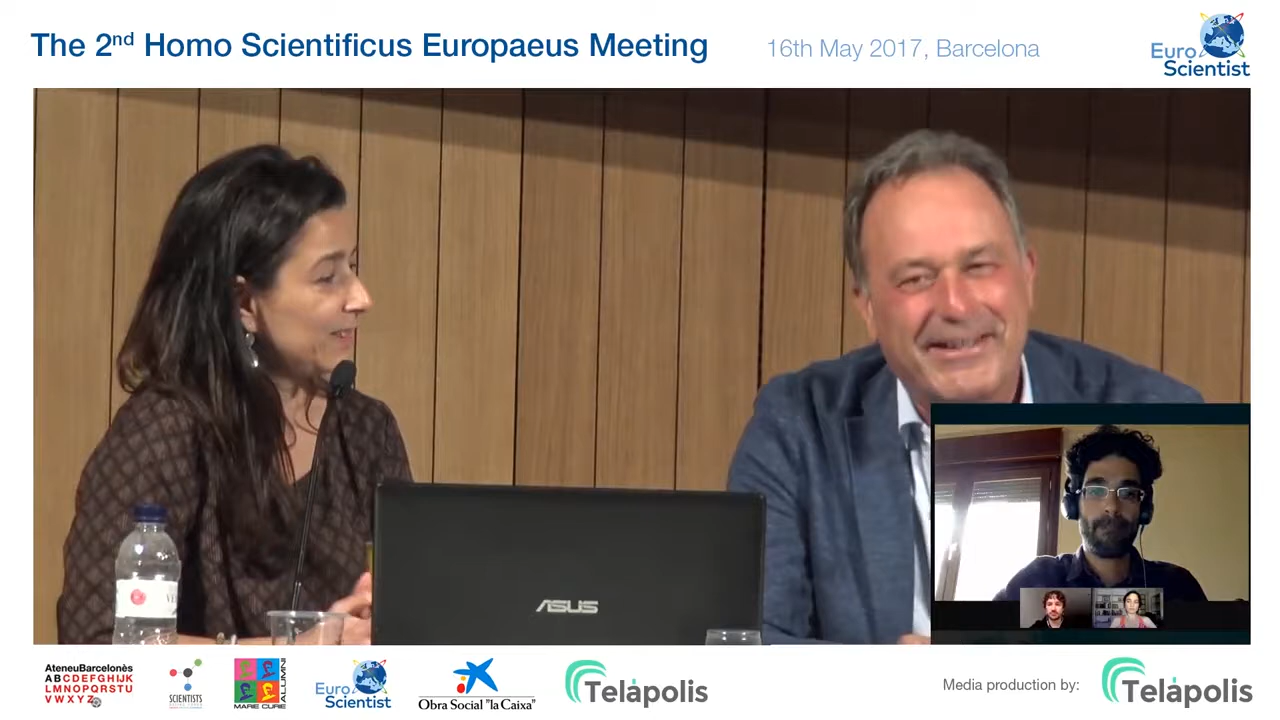 The 2nd Homo Scientificus Europaeus Meeting
16th May 2017, Barcelona
Euro
Scientist
ASUS
AteneuBarcelonès
ABCDEFGHIJK
LMNOPQRSTU
VWXYZ
SCIENTISTS
MARIE CURIE
ALUMNI
Euro
Scientist
Obra Social "la Caixa"
Telàpolis
Media production by:
Telàpolis